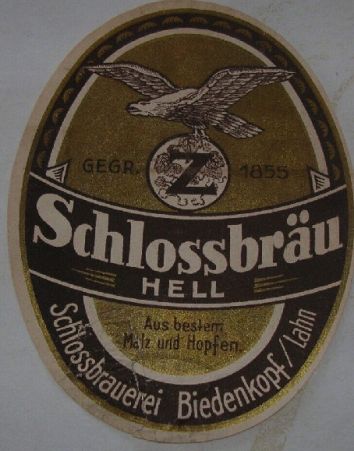 GEGR. Z 1855
Schlossbräu
HELL
Aus bestem
Malz und Hopfen.
Schlossbrauerei Biedenkopf/Lahn